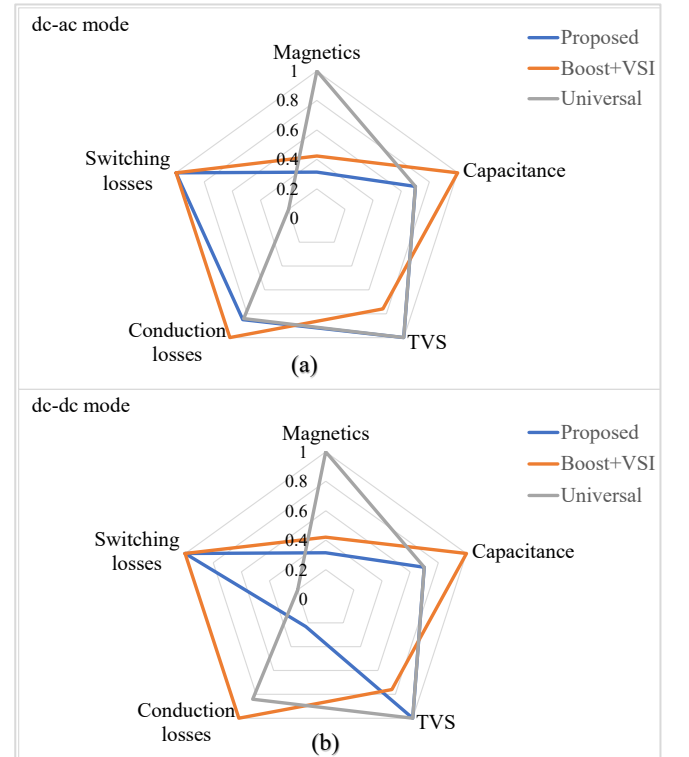 dc-ac mode
Proposed
Boost+VSI
Universal
Magnetics
1
0.8
0.6
0.4
0.2
0
Capacitance
TVS
Conduction
losses
Switching
losses
(a)
dc-dc mode
Proposed
Boost+VSI
Universal
Magnetics
1
0.8
0.6
0.4
0.2
0
Capacitance
TVS
Conduction
losses
Switching
losses
(b)